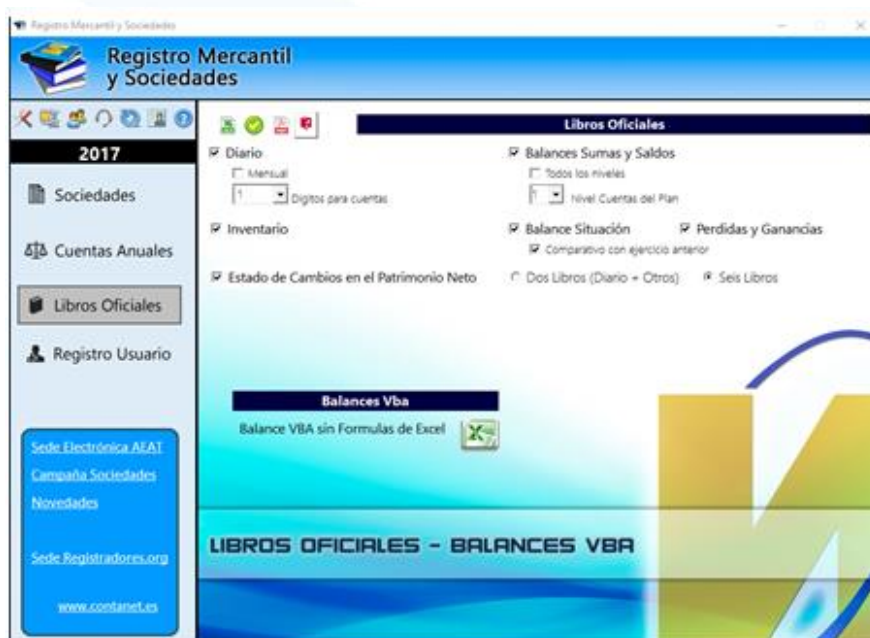 Registro Mercantil y Sociedades
Registro Mercantil
y Sociedades
2017
Sociedades
Cuentas Anuales
Libros Oficiales
Registro Usuario
Sede Electrónica AEAT
Campaña Sociedades
Novedades
Sede Registradores.org
www.contanet.es
Libros Oficiales
Diario
Mensual
1 Digitos para cuentas
Balances Sumas y Saldos
Todos los niveles
1 Nivel Cuentas del Plan
Inventario
Balance Situación Perdidas y Ganancias
Comparativo con ejercicio anterior
Estado de Cambios en el Patrimonio Neto
Dos Libros (Diario + Otros) Seis Libros
Balances Vba
Balance VBA sin Formulas de Excel
LIBROS OFICIALES - BALANCES VBA